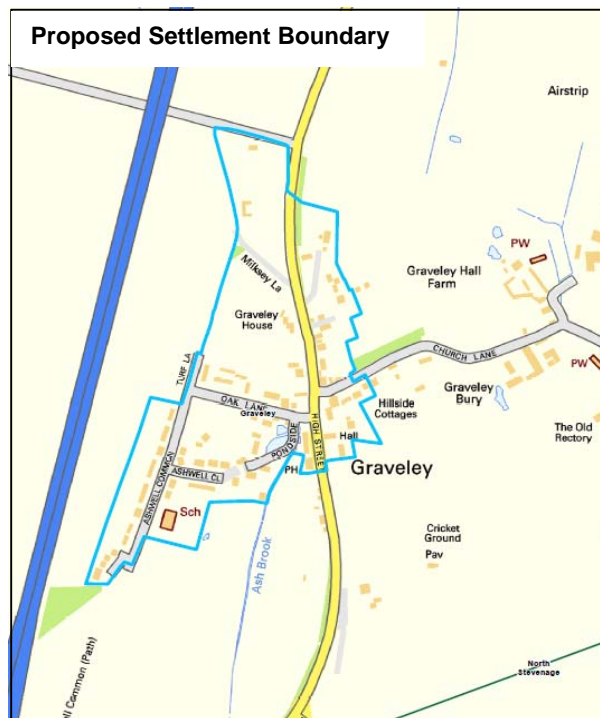 Proposed Settlement Boundary
Airstrip
PW
Milksey La
Graveley Hall
Farm
Graveley
House
CHURCH LANE
TURF LA
PW
OAK LANE
Graveley
Hillside
Cottages
Graveley
Bury
HIGH STREET
PONDSIDE
Hall
The Old
Rectory
ASHWELL COMMON
ASHWELL CL
PH
Graveley
Sch
Cricket
Ground
Pav
Ash Brook
North
Stevenage
ll Common (Path)